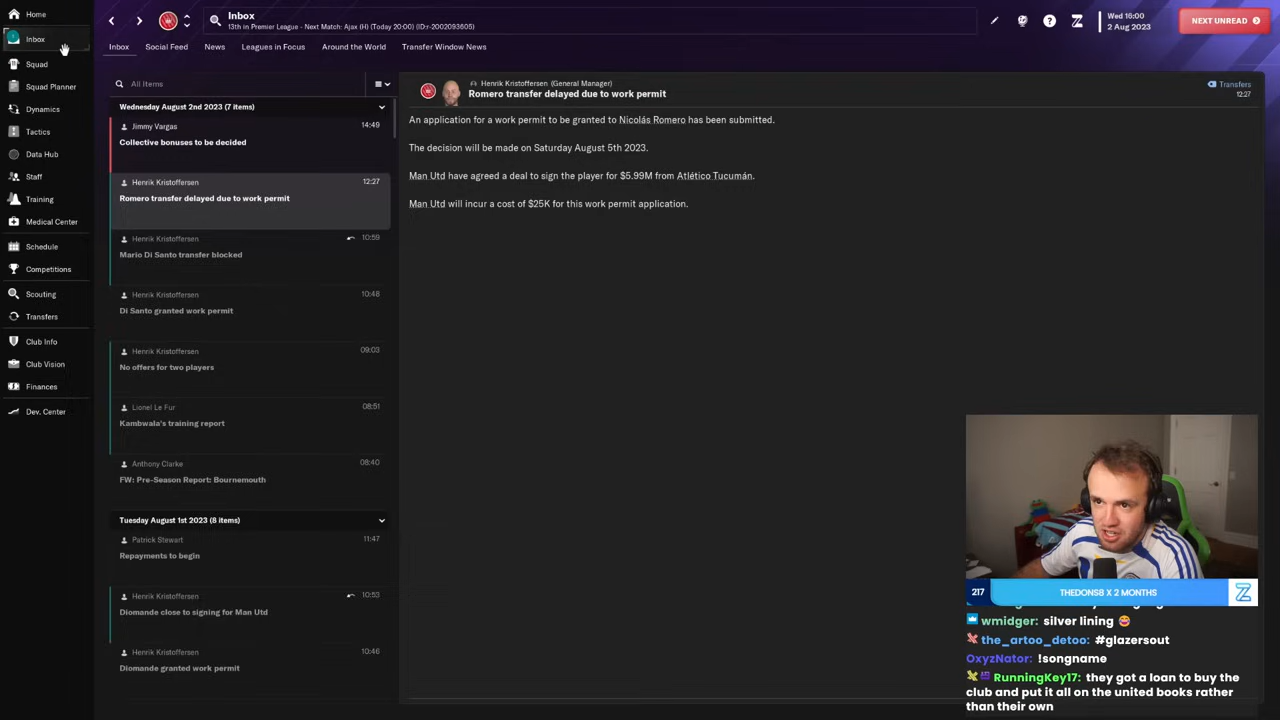 Home
Inbox
Squad
Squad Planner
Dynamics
Tactics
Data Hub
Staff
Training
Medical Center
Schedule
Competitions
Scouting
Transfers
Club Info
Club Vision
Finances
Dev. Center
Inbox
13th in Premier League - Next Match: Ajax (H) (Today 20:00) (ID:r-2002093605)
Wed 16:00
2 Aug 2023
NEXT UNREAD
Inbox
Social Feed
News
Leagues in Focus
Around the World
Transfer Window News
All Items
Wednesday August 2nd 2023 (7 items)
Jimmy Vargas 14:49
Collective bonuses to be decided
Henrik Kristoffersen 12:27
Romero transfer delayed due to work permit
Henrik Kristoffersen 10:59
Mario Di Santo transfer blocked
Henrik Kristoffersen 10:48
Di Santo granted work permit
Henrik Kristoffersen 09:03
No offers for two players
Lionel Le Fur 08:51
Kambwala's training report
Anthony Clarke 08:40
FW: Pre-Season Report: Bournemouth
Tuesday August 1st 2023 (8 items)
Patrick Stewart 11:47
Repayments to begin
Henrik Kristoffersen 10:53
Diomande close to signing for Man Utd
Henrik Kristoffersen 10:46
Diomande granted work permit
Henrik Kristoffersen (General Manager)
Romero transfer delayed due to work permit
Transfers
12:27
An application for a work permit to be granted to Nicolás Romero has been submitted.
The decision will be made on Saturday August 5th 2023.
Man Utd have agreed a deal to sign the player for $5.99M from Atlético Tucumán.
Man Utd will incur a cost of $25K for this work permit application.
217
THEDONS8 X 2 MONTHS
wmidger: silver lining
the_artoo_detoo: #glazersout
OxyzNator: !songname
RunningKey17: they got a loan to buy the
club and put it all on the united books rather
than their own